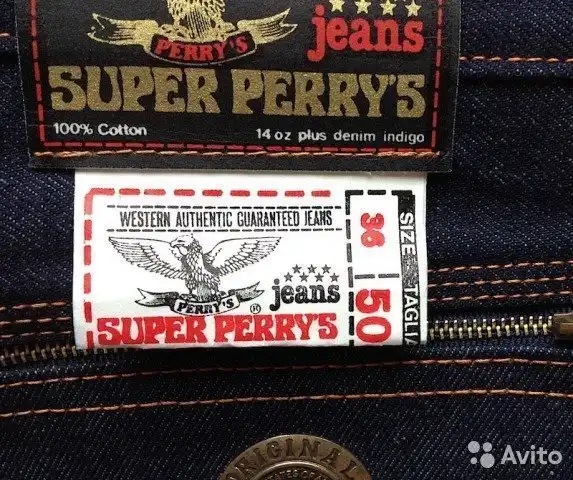 PERRY'S
jeans
SUPER PERRY'S
100% Cotton
14 oz plus denim indigo
WESTERN AUTHENTIC GUARANTEED JEANS
PERRY'S
®
jeans
SUPER PERRY'S
36
50
SIZE TAGLIA
ORIGINAL
Avito